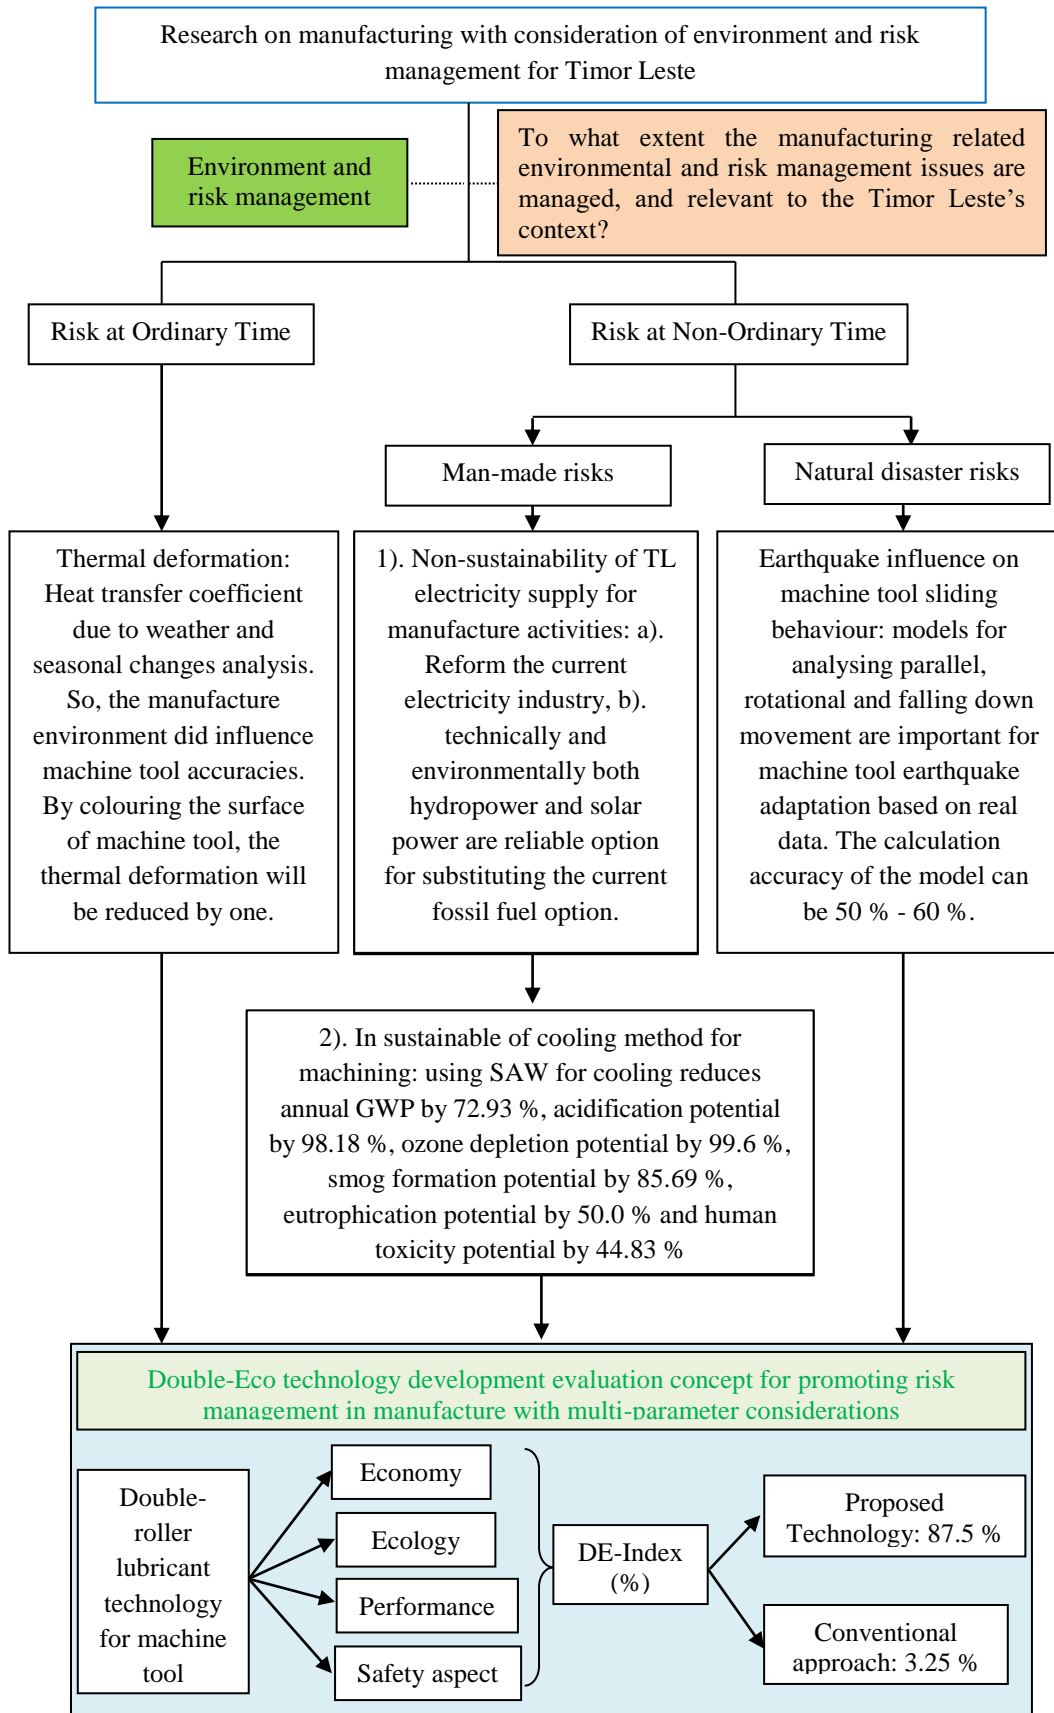 Research on manufacturing with consideration of environment and risk
management for Timor Leste
Environment and
risk management
To what extent the manufacturing related
environmental and risk management issues are
managed, and relevant to the Timor Leste's
context?
Risk at Ordinary Time
Risk at Non-Ordinary Time
Man-made risks
Natural disaster risks
Thermal deformation:
Heat transfer coefficient
due to weather and
seasonal changes analysis.
So, the manufacture
environment did influence
machine tool accuracies.
By colouring the surface
of machine tool, the
thermal deformation will
be reduced by one.
1). Non-sustainability of TL
electricity supply for
manufacture activities: a).
Reform the current
electricity industry, b).
technically and
environmentally both
hydropower and solar
power are reliable option
for substituting the current
fossil fuel option.
Earthquake influence on
machine tool sliding
behaviour: models for
analysing parallel,
rotational and falling down
movement are important for
machine tool earthquake
adaptation based on real
data. The calculation
accuracy of the model can
be 50 % - 60 %.
2). In sustainable of cooling method for
machining: using SAW for cooling reduces
annual GWP by 72.93 %, acidification potential
by 98.18 %, ozone depletion potential by 99.6 %,
smog formation potential by 85.69 %,
eutrophication potential by 50.0 % and human
toxicity potential by 44.83 %
Double-Eco technology development evaluation concept for promoting risk
management in manufacture with multi-parameter considerations
Double-
roller
lubricant
technology
for machine
tool
Economy
Ecology
Performance
Safety aspect
DE-Index
(%)
Proposed
Technology: 87.5 %
Conventional
approach: 3.25 %